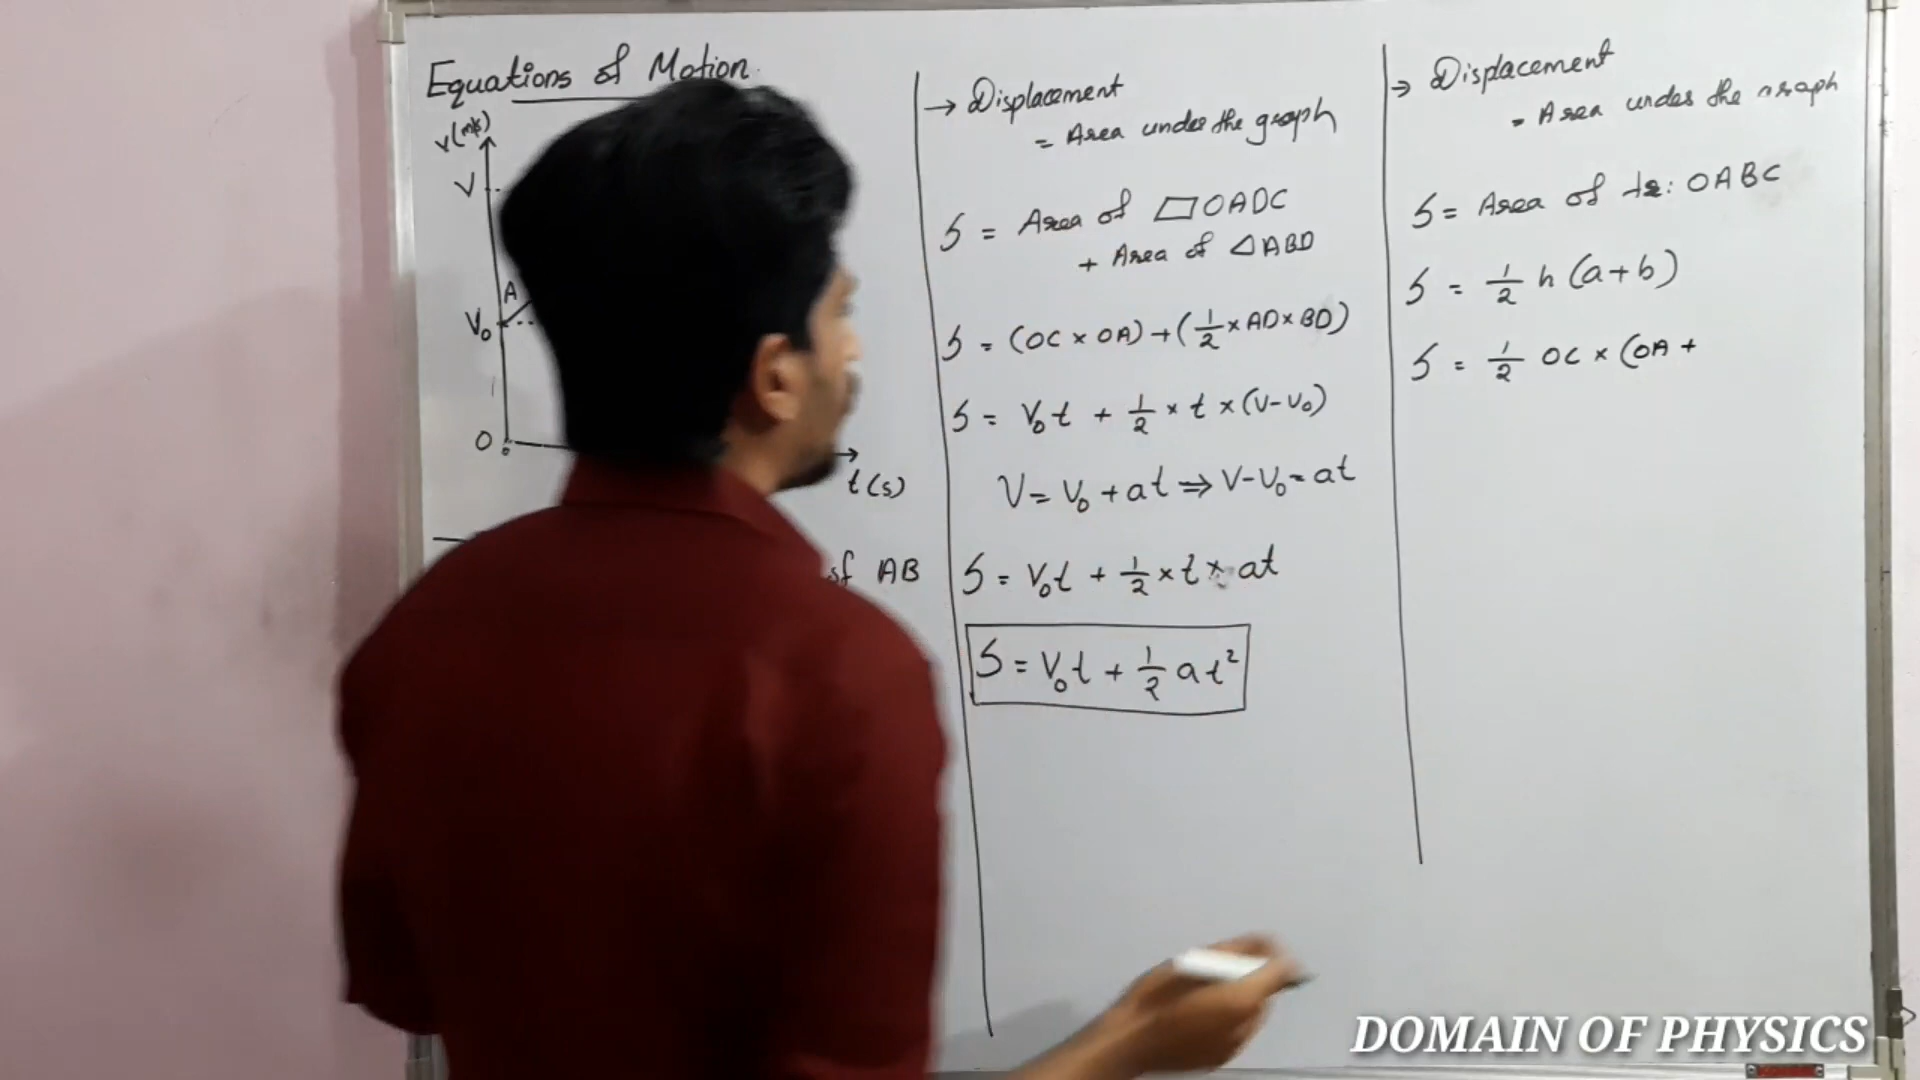 Equations of Motion
V(m/s)
V
A
V₀
O
t(s)
of AB
→ Displacement
= Area under the graph
S = Area of ▱OADC
+ Area of △ABD
S = (OC × OA) + (1/2 × AD × BD)
S = V₀t + 1/2 × t × (V-V₀)
V = V₀ + at ⇒ V-V₀ = at
S = V₀t + 1/2 × t × at
S = V₀t + 1/2 at²
→ Displacement
= Area under the graph
S = Area of OABC
S = 1/2 h (a+b)
S = 1/2 OC × (OA +
DOMAIN OF PHYSICS